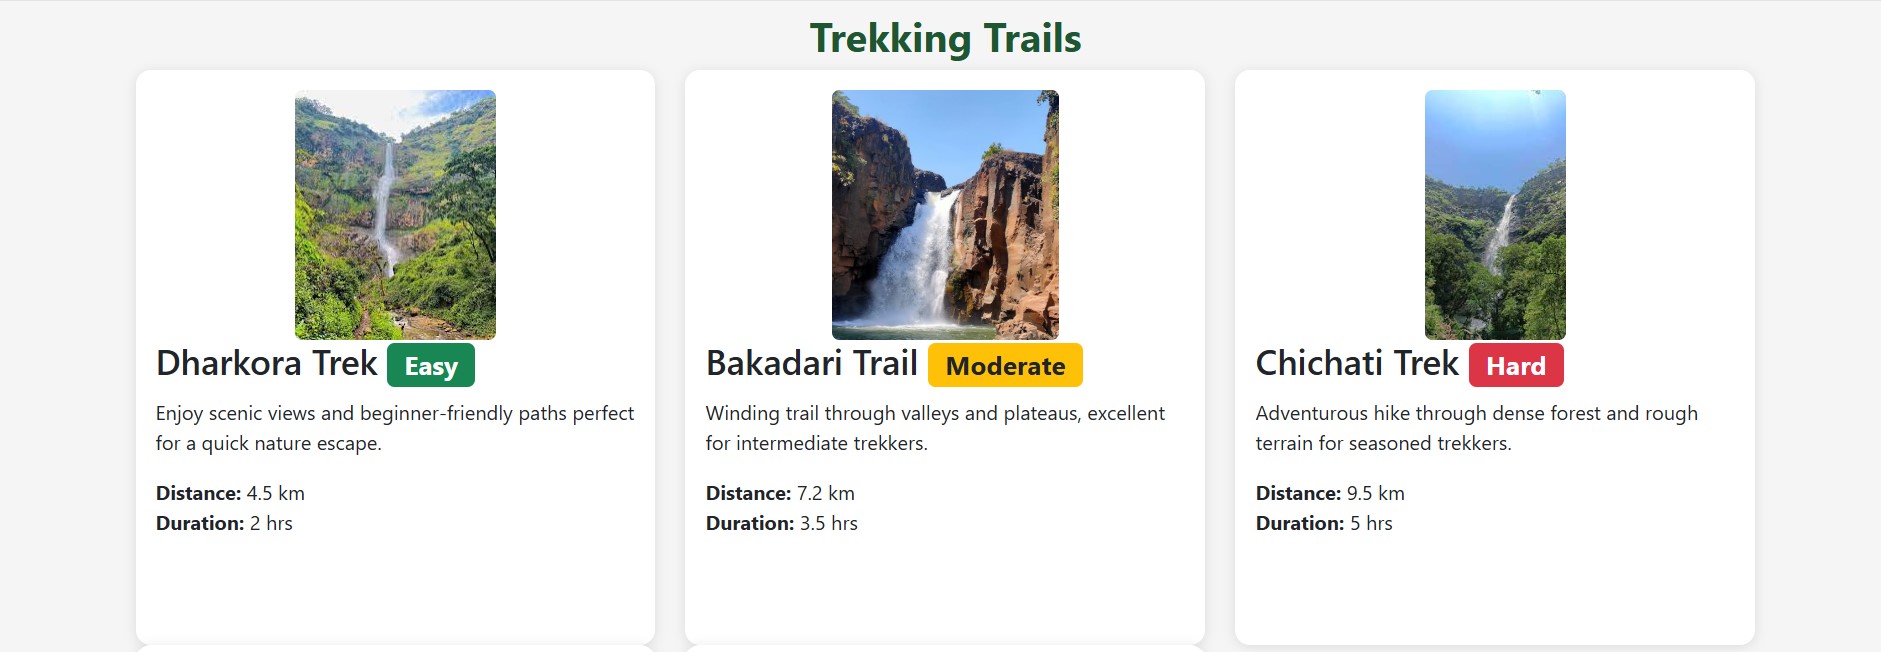 Trekking Trails
Dharkora Trek Easy
Enjoy scenic views and beginner-friendly paths perfect
for a quick nature escape.
Distance: 4.5 km
Duration: 2 hrs
Bakadari Trail Moderate
Winding trail through valleys and plateaus, excellent
for intermediate trekkers.
Distance: 7.2 km
Duration: 3.5 hrs
Chichati Trek Hard
Adventurous hike through dense forest and rough
terrain for seasoned trekkers.
Distance: 9.5 km
Duration: 5 hrs